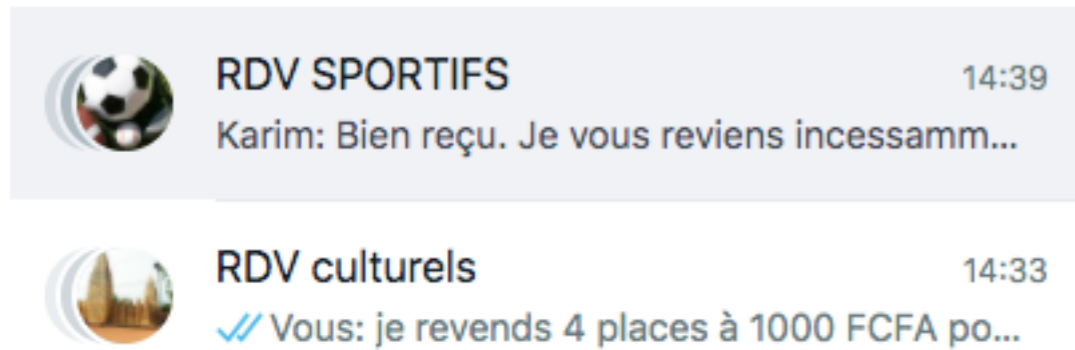 RDV SPORTIFS
14:39
Karim: Bien reçu. Je vous reviens incessamm...
RDV culturels
14:33
Vous: je revends 4 places à 1000 FCFA po...